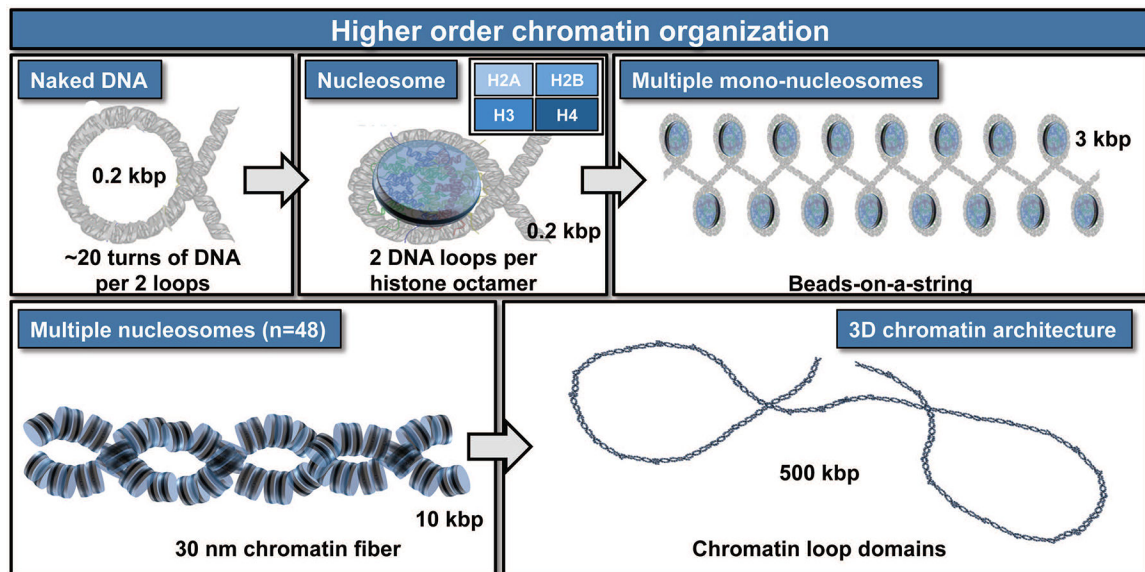 Higher order chromatin organization
Naked DNA
0.2 kbp
~20 turns of DNA
per 2 loops
Nucleosome
H2A H2B
H3 H4
0.2 kbp
2 DNA loops per
histone octamer
Multiple mono-nucleosomes
3 kbp
Beads-on-a-string
Multiple nucleosomes (n=48)
10 kbp
30 nm chromatin fiber
3D chromatin architecture
500 kbp
Chromatin loop domains